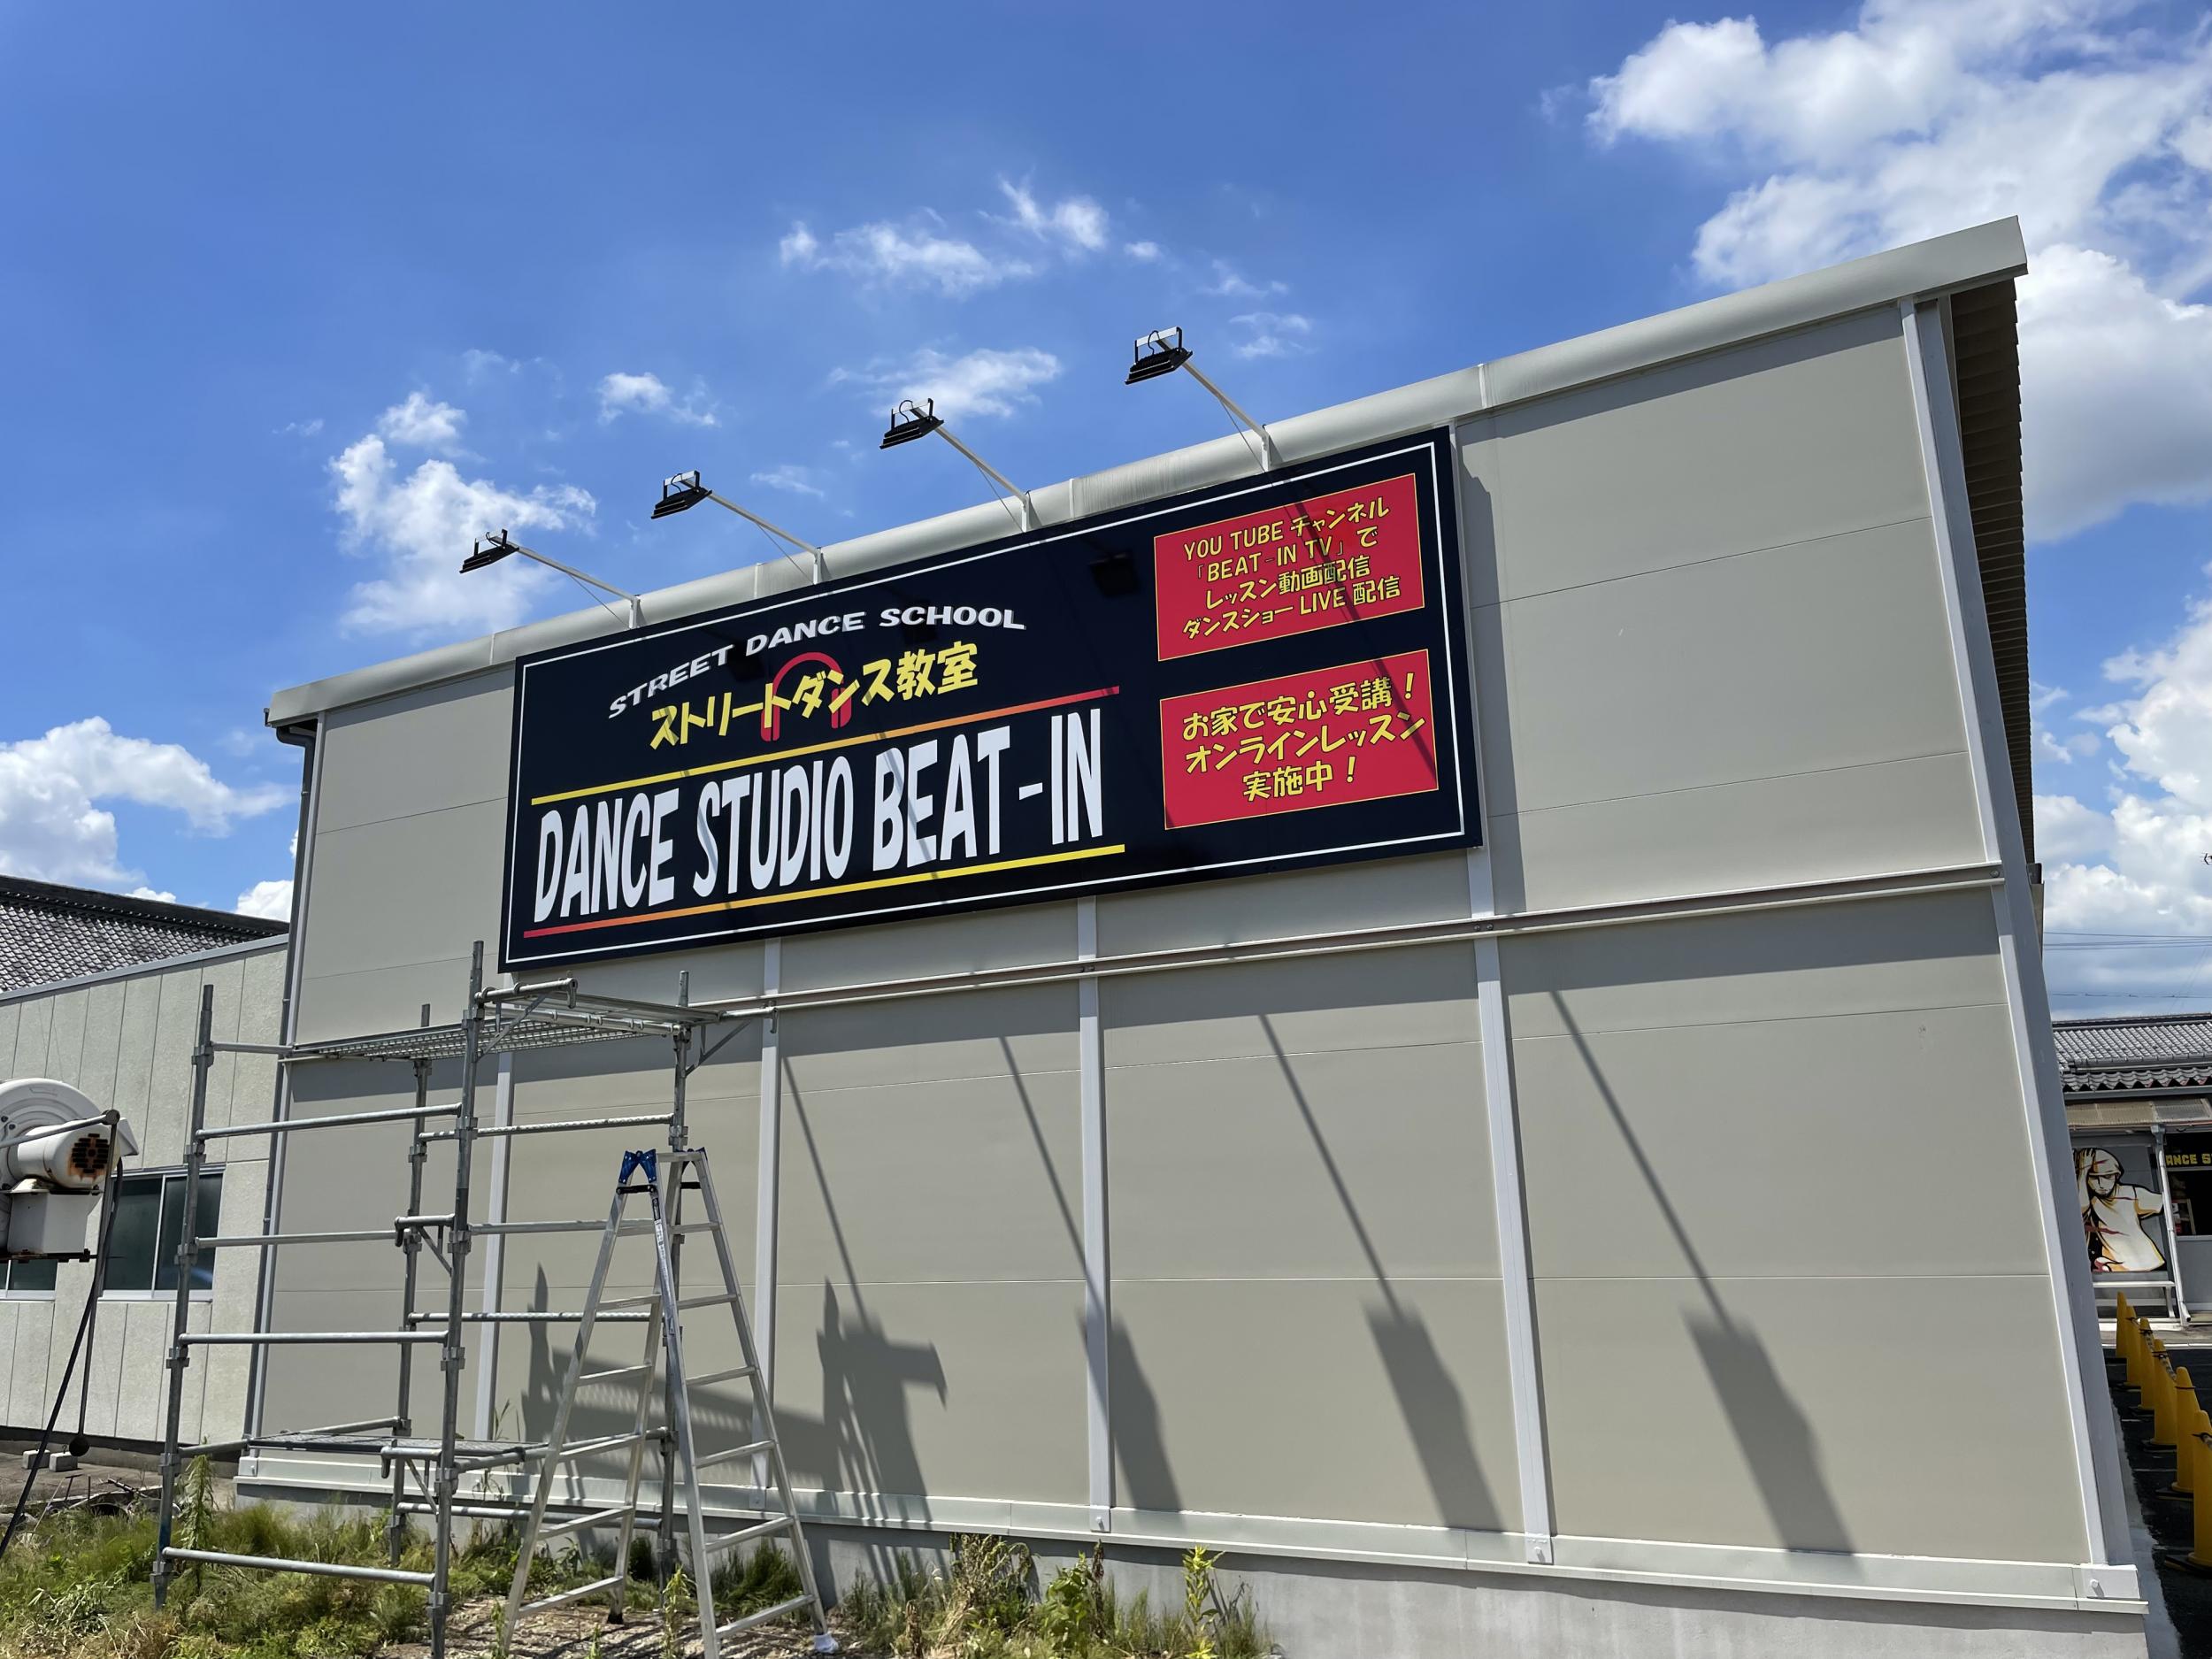 STREET DANCE SCHOOL
ストリートダンス教室
DANCE STUDIO BEAT-IN
YOU TUBE チャンネル
「BEAT-IN TV」で
レッスン動画配信
ダンスショー LIVE 配信
お家で安心受講！
オンラインレッスン
実施中！